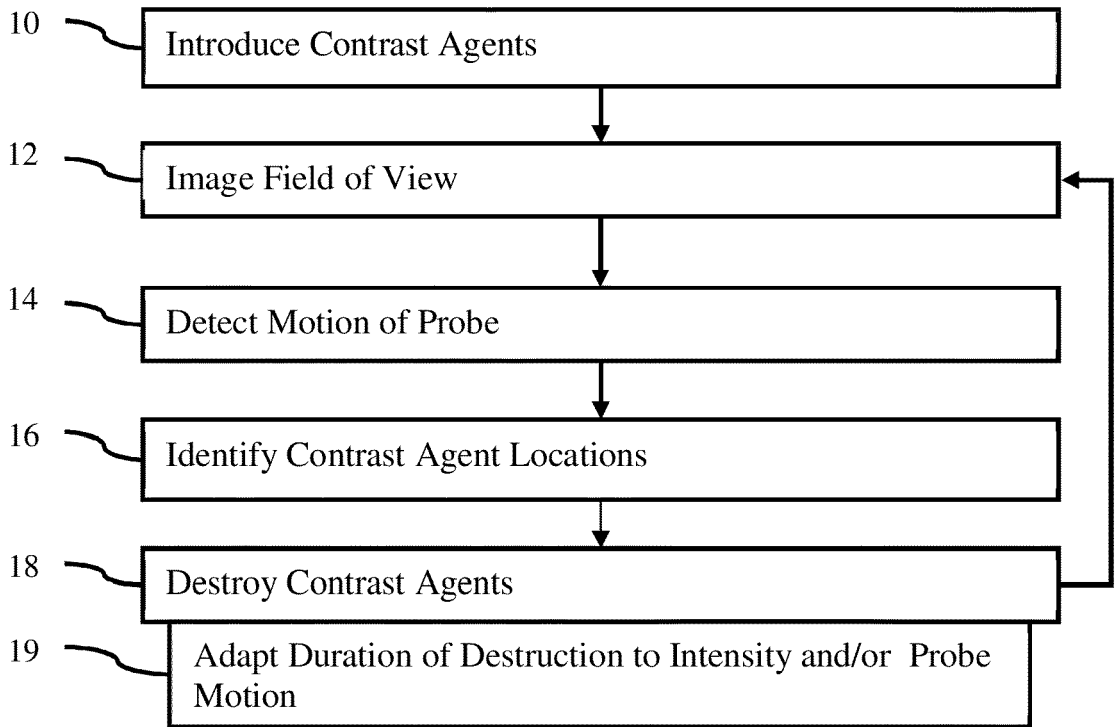 10
Introduce Contrast Agents
12
Image Field of View
14
Detect Motion of Probe
16
Identify Contrast Agent Locations
18
Destroy Contrast Agents
19
Adapt Duration of Destruction to Intensity and/or Probe
Motion